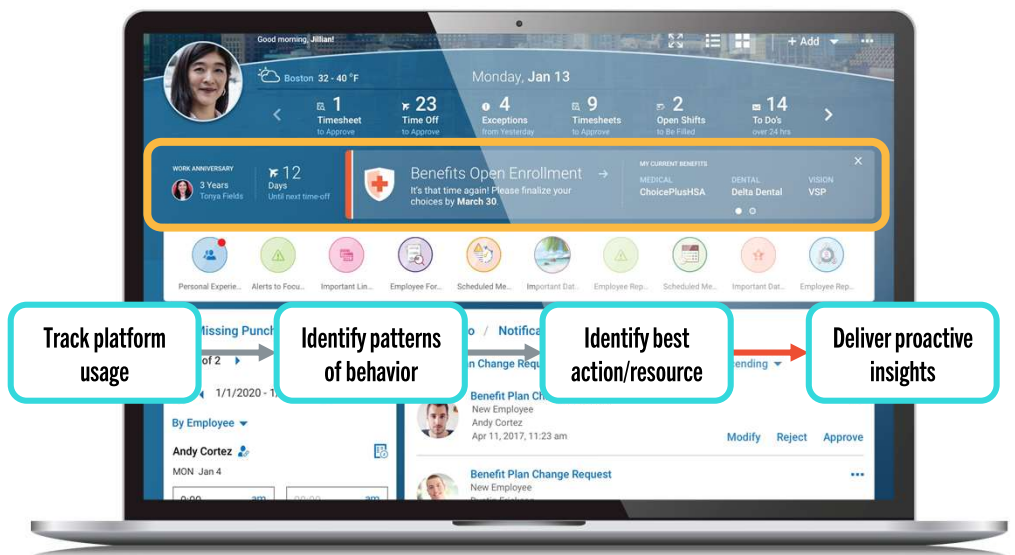 Good morning, Jillian!
+ Add
Boston 32 - 40 °F
Monday, Jan 13
1
Timesheet
to Approve
23
Time Off
to Approve
4
Exceptions
from Yesterday
9
Timesheets
to Approve
2
Open Shifts
to Be Filled
14
To Do's
over 24 hrs
WORK ANNIVERSARY
3 Years
Tonya Fields
12
Days
Until next time-off
Benefits Open Enrollment
It's that time again! Please finalize your
choices by March 30.
MY CURRENT BENEFITS
MEDICAL
ChoicePlusHSA
DENTAL
Delta Dental
VISION
VSP
Personal Experie...
Alerts to Focu...
Important Lin...
Employee For...
Scheduled Me...
Important Dat...
Employee Rep...
Scheduled Me...
Important Dat...
Employee Rep...
Track platform
usage
Identify patterns
of behavior
Identify best
action/resource
Deliver proactive
insights
Missing Punch
of 2
1/1/2020 - 1
By Employee
Andy Cortez
MON Jan 4
am
am
/ Notifica
n Change Requ
ending
Benefit Plan Ch
New Employee
Andy Cortez
Apr 11, 2017, 11:23 am
Modify Reject Approve
Benefit Plan Change Request
New Employee